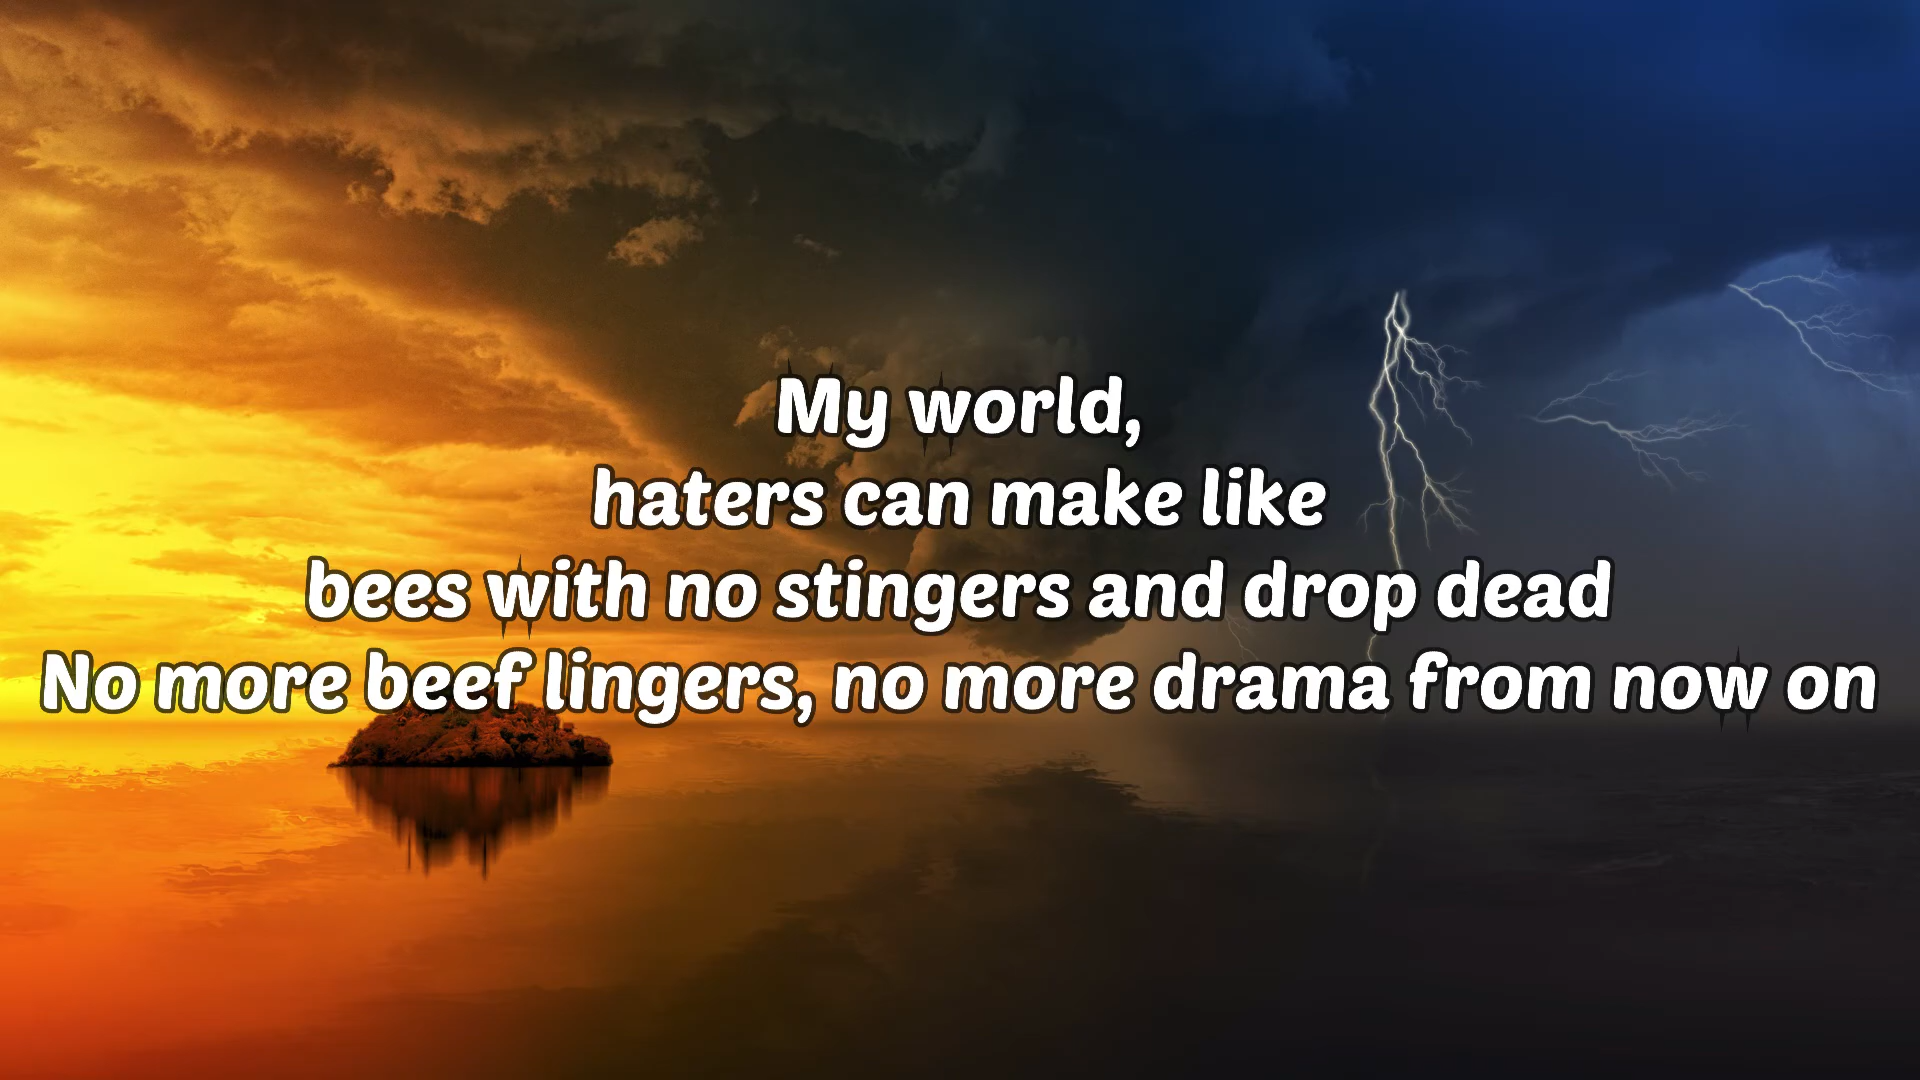 My world,
haters can make like
bees with no stingers and drop dead
No more beef lingers, no more drama from now on